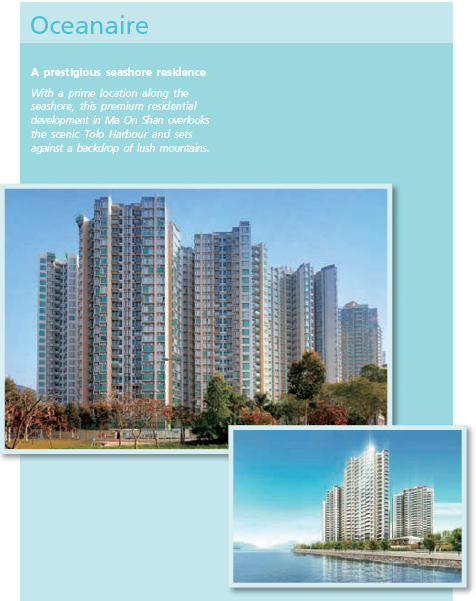 Oceanaire
A prestigious seashore residence
With a prime location along the
seashore, this premium residential
development in Ma On Shan overlooks
the scenic Tolo Harbour and sets
against a backdrop of lush mountains.